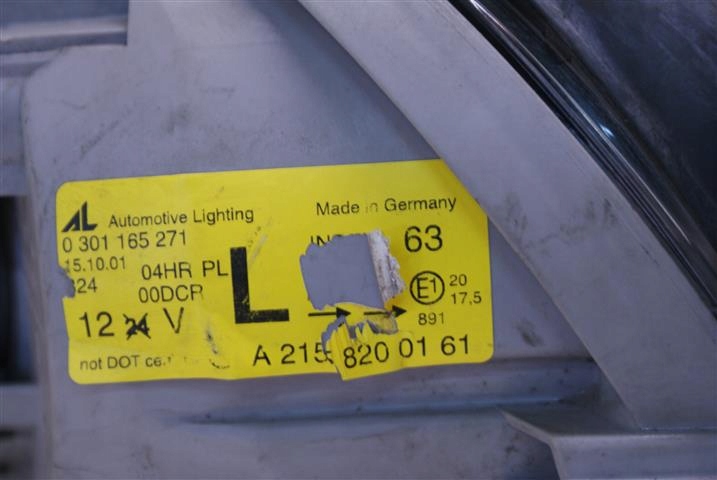 AL Automotive Lighting Made in Germany
0 301 165 271 63
15.10.01 04HR PL L E1 20
824 00DCR 17,5
12 24 V 891
not DOT A 215 820 01 61